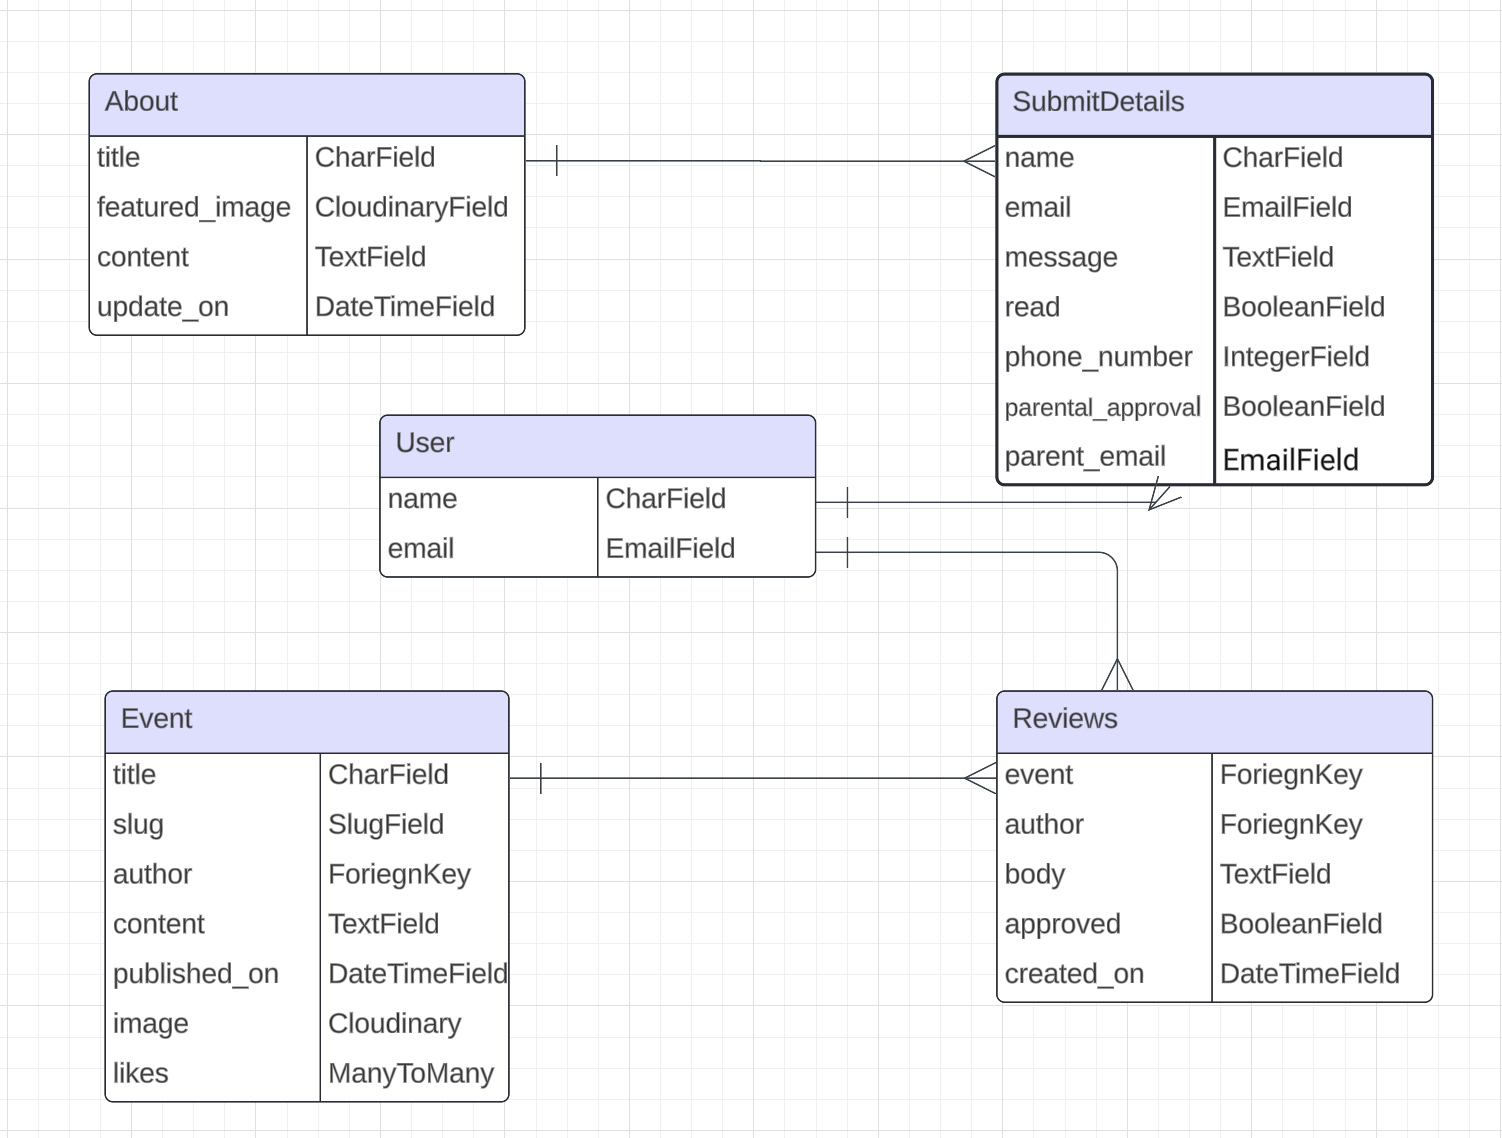 About
title CharField
featured_image CloudinaryField
content TextField
update_on DateTimeField
SubmitDetails
name CharField
email EmailField
message TextField
read BooleanField
phone_number IntegerField
parental_approval BooleanField
parent_email EmailField
User
name CharField
email EmailField
Event
title CharField
slug SlugField
author ForiegnKey
content TextField
published_on DateTimeField
image Cloudinary
likes ManyToMany
Reviews
event ForiegnKey
author ForiegnKey
body TextField
approved BooleanField
created_on DateTimeField